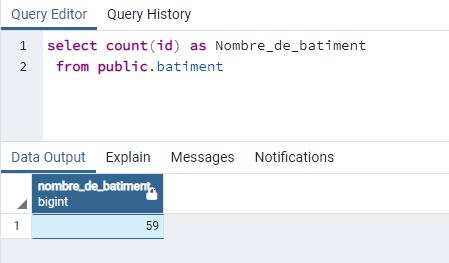 Query Editor Query History
1 select count(id) as Nombre_de_batiment
2 from public.batiment
Data Output Explain Messages Notifications
nombre_de_batiment
bigint
1 59